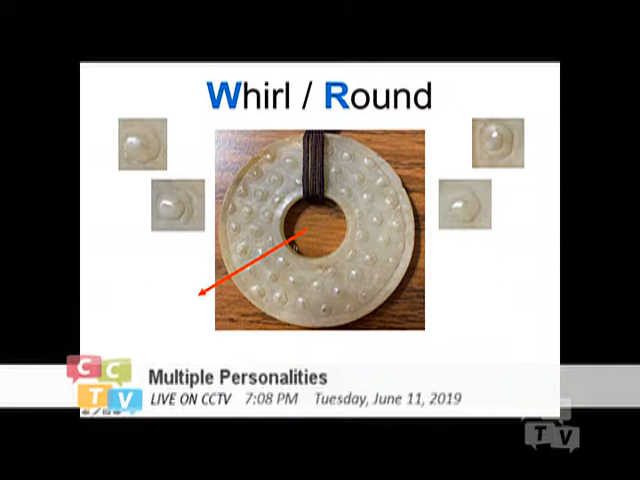 Whirl / Round
CC
TV
Multiple Personalities
LIVE ON CCTV 7:08 PM Tuesday, June 11, 2019
TV